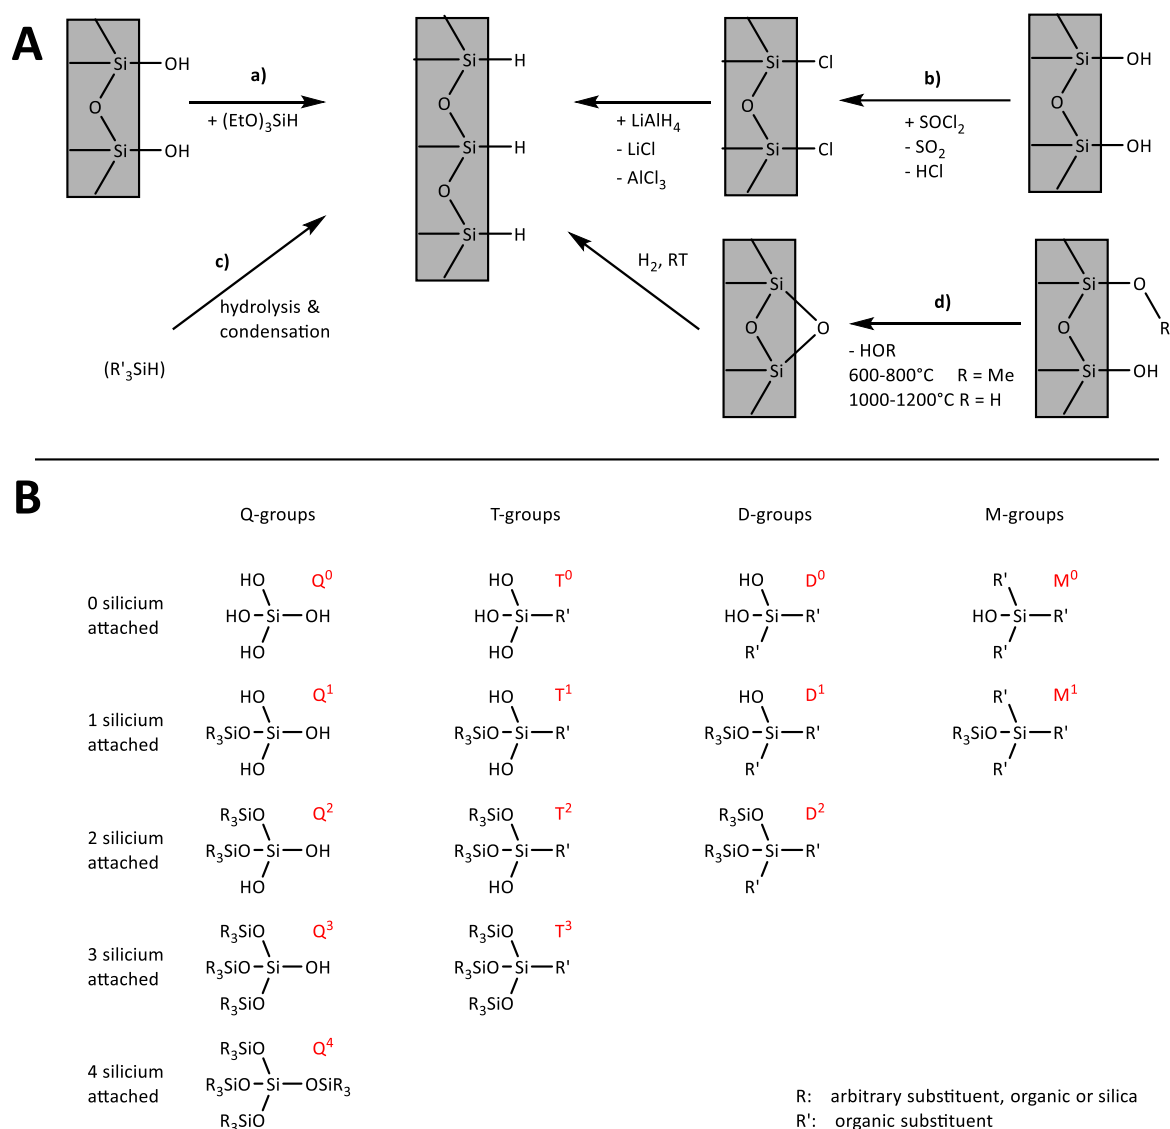 A
Si
OH
O
Si
OH
a)
+ (EtO)3SiH
Si
H
O
Si
H
O
Si
H
+ LiAlH4
- LiCl
- AlCl3
Si
Cl
O
Si
Cl
b)
+ SOCl2
- SO2
- HCl
Si
OH
O
Si
OH
c)
hydrolysis &
condensation
(R'3SiH)
H2, RT
Si
O
O
Si
d)
- HOR
600-800°C R = Me
1000-1200°C R = H
Si
O
R
O
Si
OH
B
Q-groups T-groups D-groups M-groups
0 silicium
attached
HO
Q0
HO Si OH
HO
HO
T0
HO Si R'
HO
HO
D0
HO Si R'
R'
R'
M0
HO Si R'
R'
1 silicium
attached
HO
Q1
R3SiO Si OH
HO
HO
T1
R3SiO Si R'
HO
HO
D1
R3SiO Si R'
R'
R'
M1
R3SiO Si R'
R'
2 silicium
attached
R3SiO
Q2
R3SiO Si OH
HO
R3SiO
T2
R3SiO Si R'
HO
R3SiO
D2
R3SiO Si R'
R'
3 silicium
attached
R3SiO
Q3
R3SiO Si OH
R3SiO
R3SiO
T3
R3SiO Si R'
R3SiO
4 silicium
attached
R3SiO
Q4
R3SiO Si OSiR3
R3SiO
R: arbitrary substituent, organic or silica
R': organic substituent